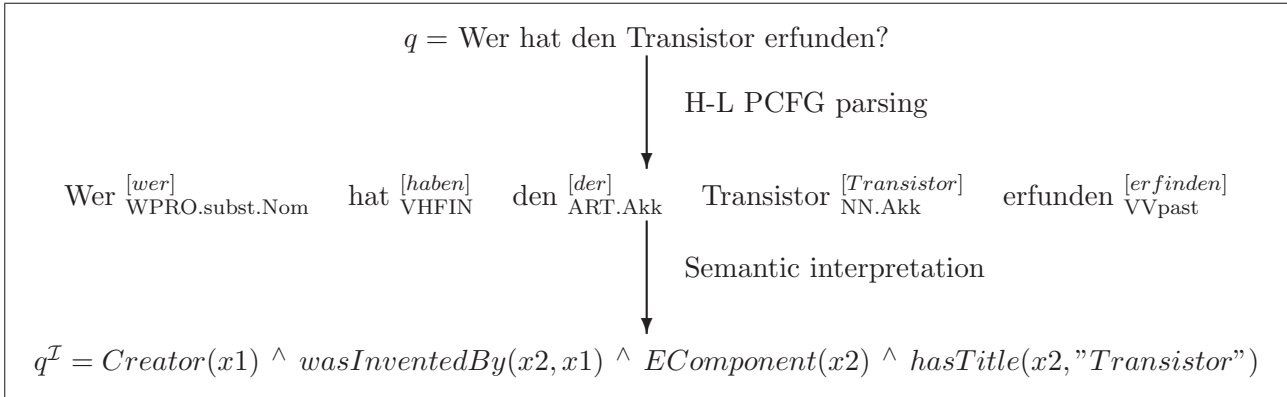 q = Wer hat den Transistor erfunden?
H-L PCFG parsing
Wer [wer] WPRO.subst.Nom hat [haben] VHFIN den [der] ART.Akk Transistor [Transistor] NN.Akk erfunden [erfinden] VVpast
Semantic interpretation
q^ℐ = Creator(x1) ∧ wasInventedBy(x2, x1) ∧ EComponent(x2) ∧ hasTitle(x2, ”Transistor”)